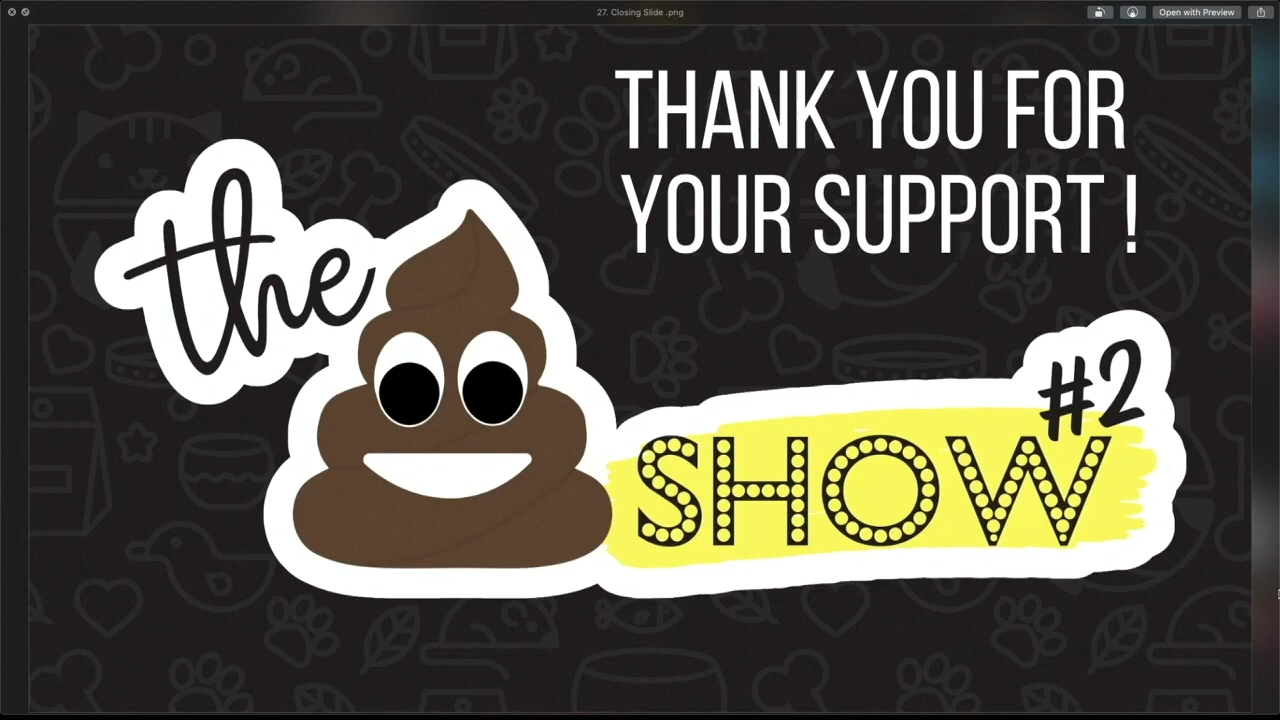 27. Closing Slide .png
Open with Preview
THANK YOU FOR
YOUR SUPPORT !
the
SHOW
#2